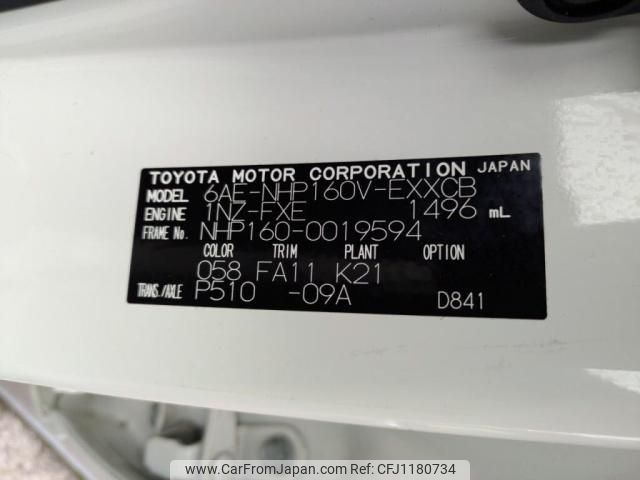 TOYOTA MOTOR CORPORATION JAPAN
MODEL 6AE-NHP160V-EXXCB
ENGINE 1NZ-FXE 1496 mL
FRAME No. NHP160-0019594
COLOR TRIM PLANT OPTION
058 FA11 K21
TRANS./AXLE P510 -09A D841
www.CarFromJapan.com | ©CarFromJapan | CFJ1180734